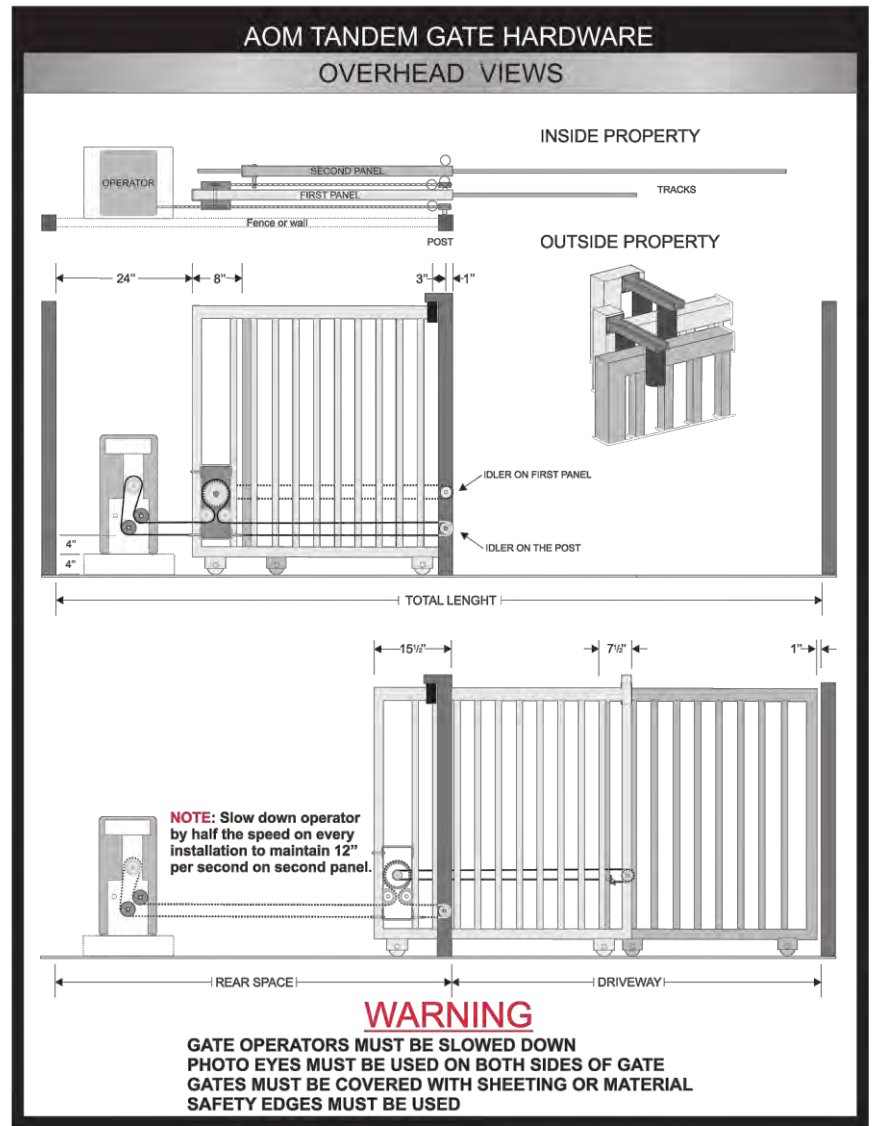 AOM TANDEM GATE HARDWARE
OVERHEAD VIEWS
INSIDE PROPERTY
SECOND PANEL
OPERATOR
FIRST PANEL
TRACKS
Fence or wall
POST
OUTSIDE PROPERTY
24"
8"
3"
1"
IDLER ON FIRST PANEL
IDLER ON THE POST
4"
4"
TOTAL LENGHT
15½"
7½"
1"
NOTE: Slow down operator
by half the speed on every
installation to maintain 12"
per second on second panel.
REAR SPACE
DRIVEWAY
WARNING
GATE OPERATORS MUST BE SLOWED DOWN
PHOTO EYES MUST BE USED ON BOTH SIDES OF GATE
GATES MUST BE COVERED WITH SHEETING OR MATERIAL
SAFETY EDGES MUST BE USED